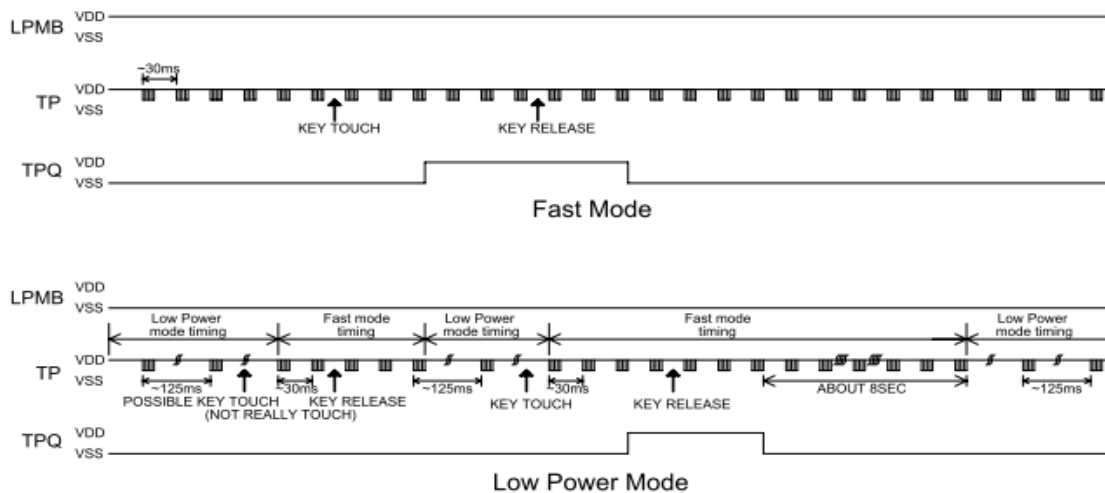 LPMB VDD
VSS
~30ms
TP VDD
VSS
KEY TOUCH KEY RELEASE
TPQ VDD
VSS
Fast Mode
LPMB VDD
VSS
Low Power
mode timing
Fast mode
timing
Low Power
mode timing
Fast mode
timing
Low Power
mode timing
TP VDD
VSS
~125ms ~30ms ~125ms ~30ms ABOUT 8SEC ~125ms
POSSIBLE KEY TOUCH
(NOT REALLY TOUCH)
KEY RELEASE
KEY TOUCH
KEY RELEASE
TPQ VDD
VSS
Low Power Mode